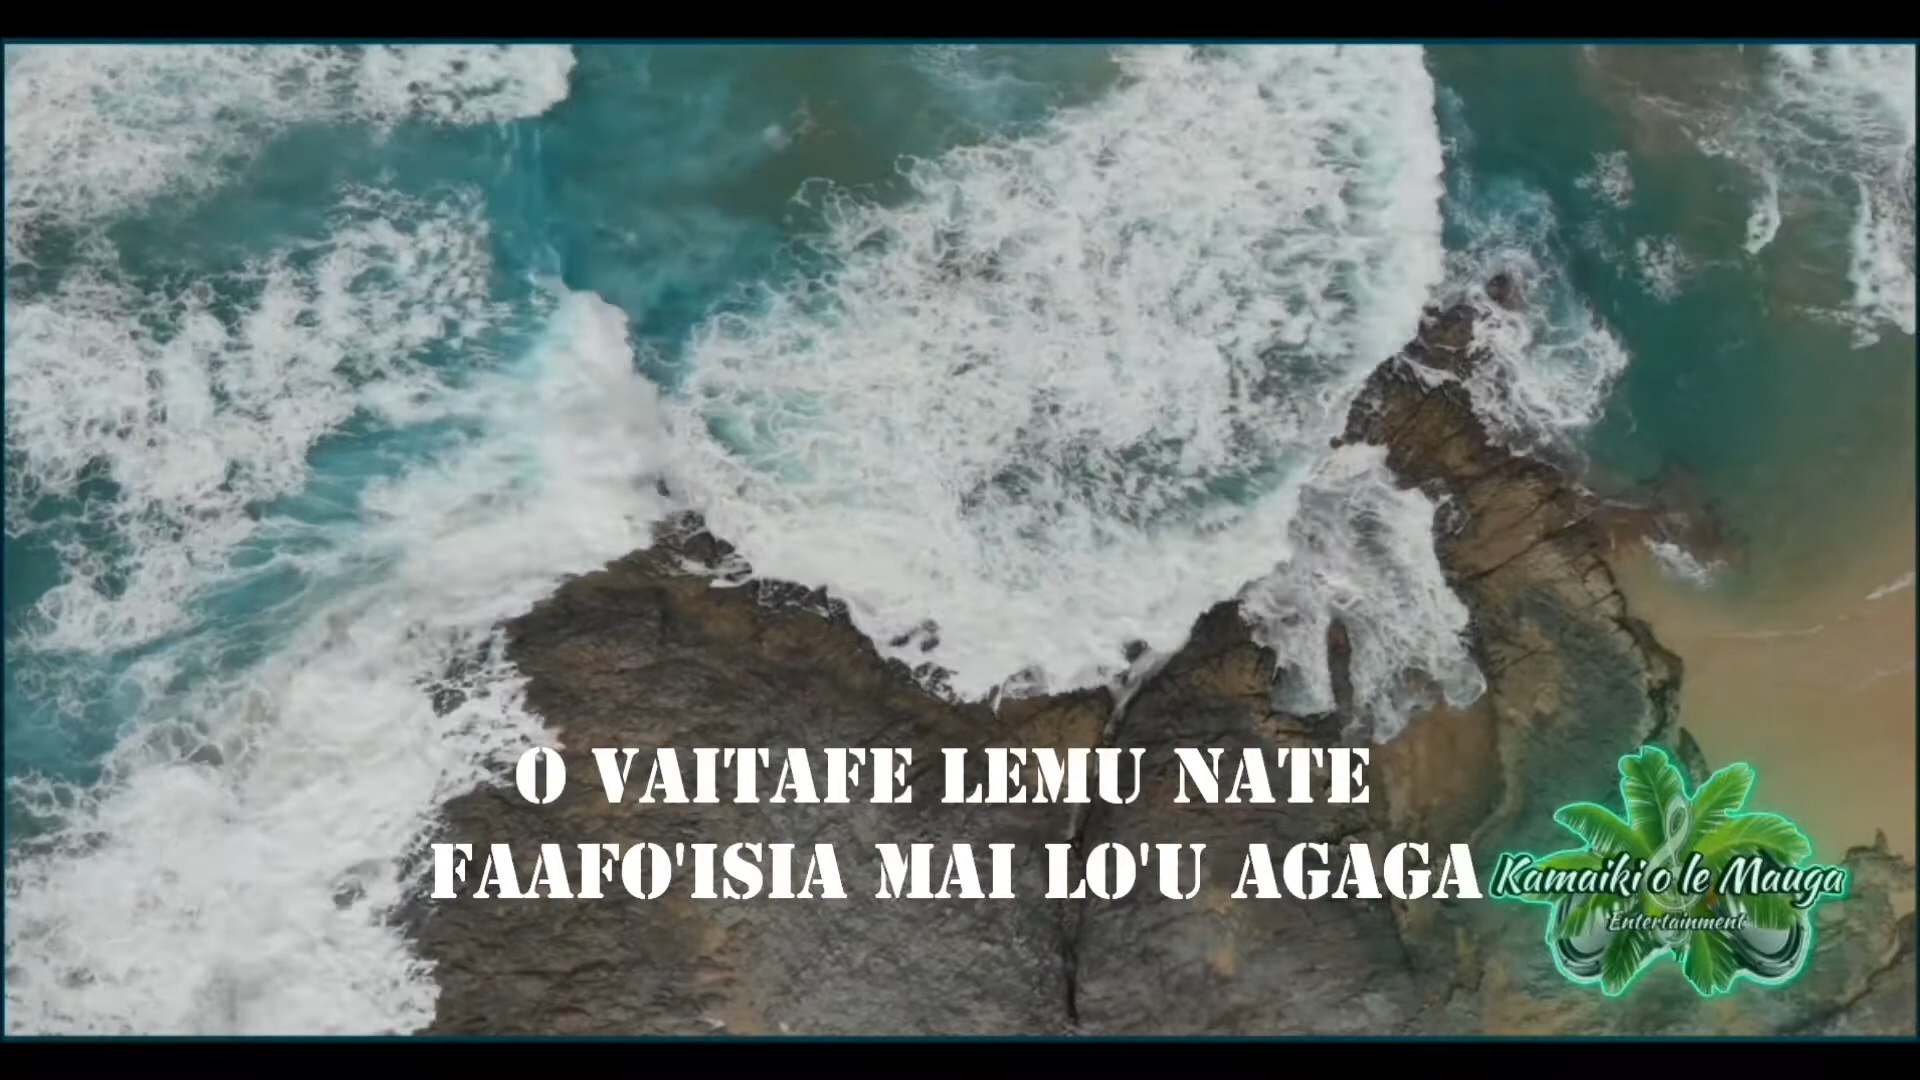 O VAITAFE LEMU NATE
FAAFO'ISIA MAI LO'U AGAGA
Kamaiki o le Mauga
Entertainment